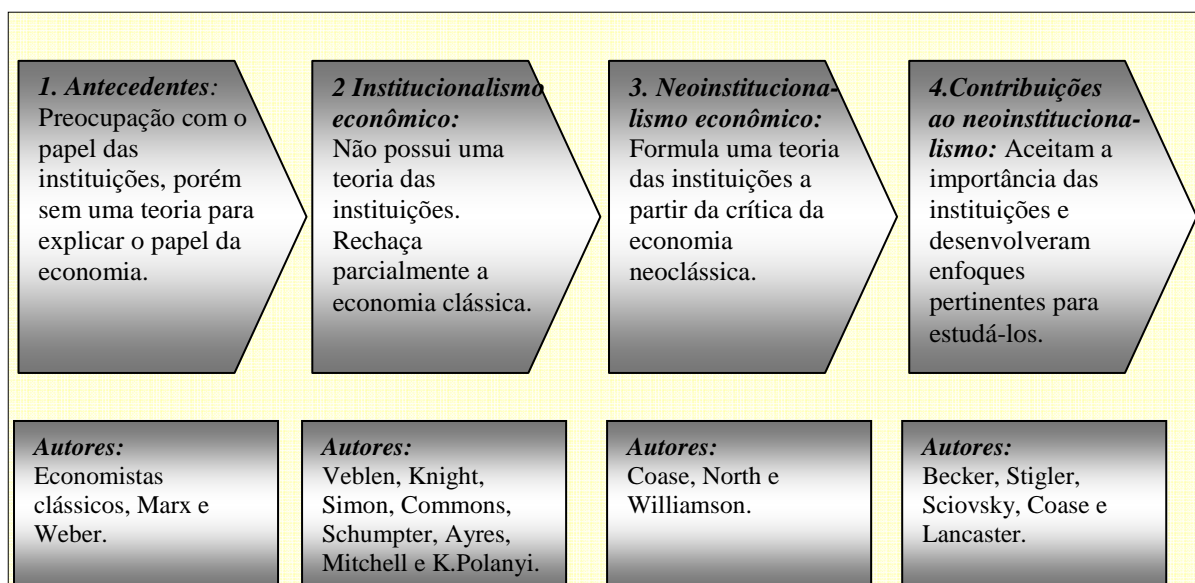 1. Antecedentes:
Preocupação com o
papel das
instituições, porém
sem uma teoria para
explicar o papel da
economia.
2 Institucionalismo
econômico:
Não possui uma
teoria das
instituições.
Rechaça
parcialmente a
economia clássica.
3. Neoinstituciona-
lismo econômico:
Formula uma teoria
das instituições a
partir da crítica da
economia
neoclássica.
4.Contribuições
ao neoinstituciona-
lismo: Aceitam a
importância das
instituições e
desenvolveram
enfoques
pertinentes para
estudá-los.
Autores:
Economistas
clássicos, Marx e
Weber.
Autores:
Veblen, Knight,
Simon, Commons,
Schumpter, Ayres,
Mitchell e K.Polanyi.
Autores:
Coase, North e
Williamson.
Autores:
Becker, Stigler,
Sciovsky, Coase e
Lancaster.